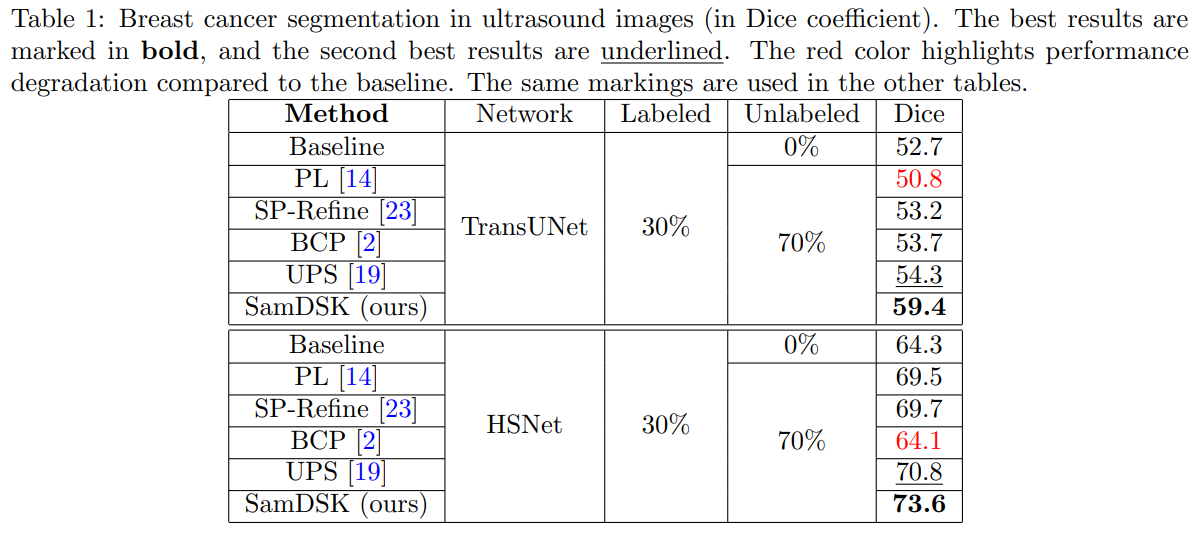 Table 1: Breast cancer segmentation in ultrasound images (in Dice coefficient). The best results are
marked in bold, and the second best results are underlined. The red color highlights performance
degradation compared to the baseline. The same markings are used in the other tables.
Method Network Labeled Unlabeled Dice
Baseline 0% 52.7
PL [14] 50.8
SP-Refine [23] 53.2
TransUNet 30%
BCP [2] 70% 53.7
UPS [19] 54.3
SamDSK (ours) 59.4
Baseline 0% 64.3
PL [14] 69.5
SP-Refine [23] 69.7
HSNet 30%
BCP [2] 70% 64.1
UPS [19] 70.8
SamDSK (ours) 73.6